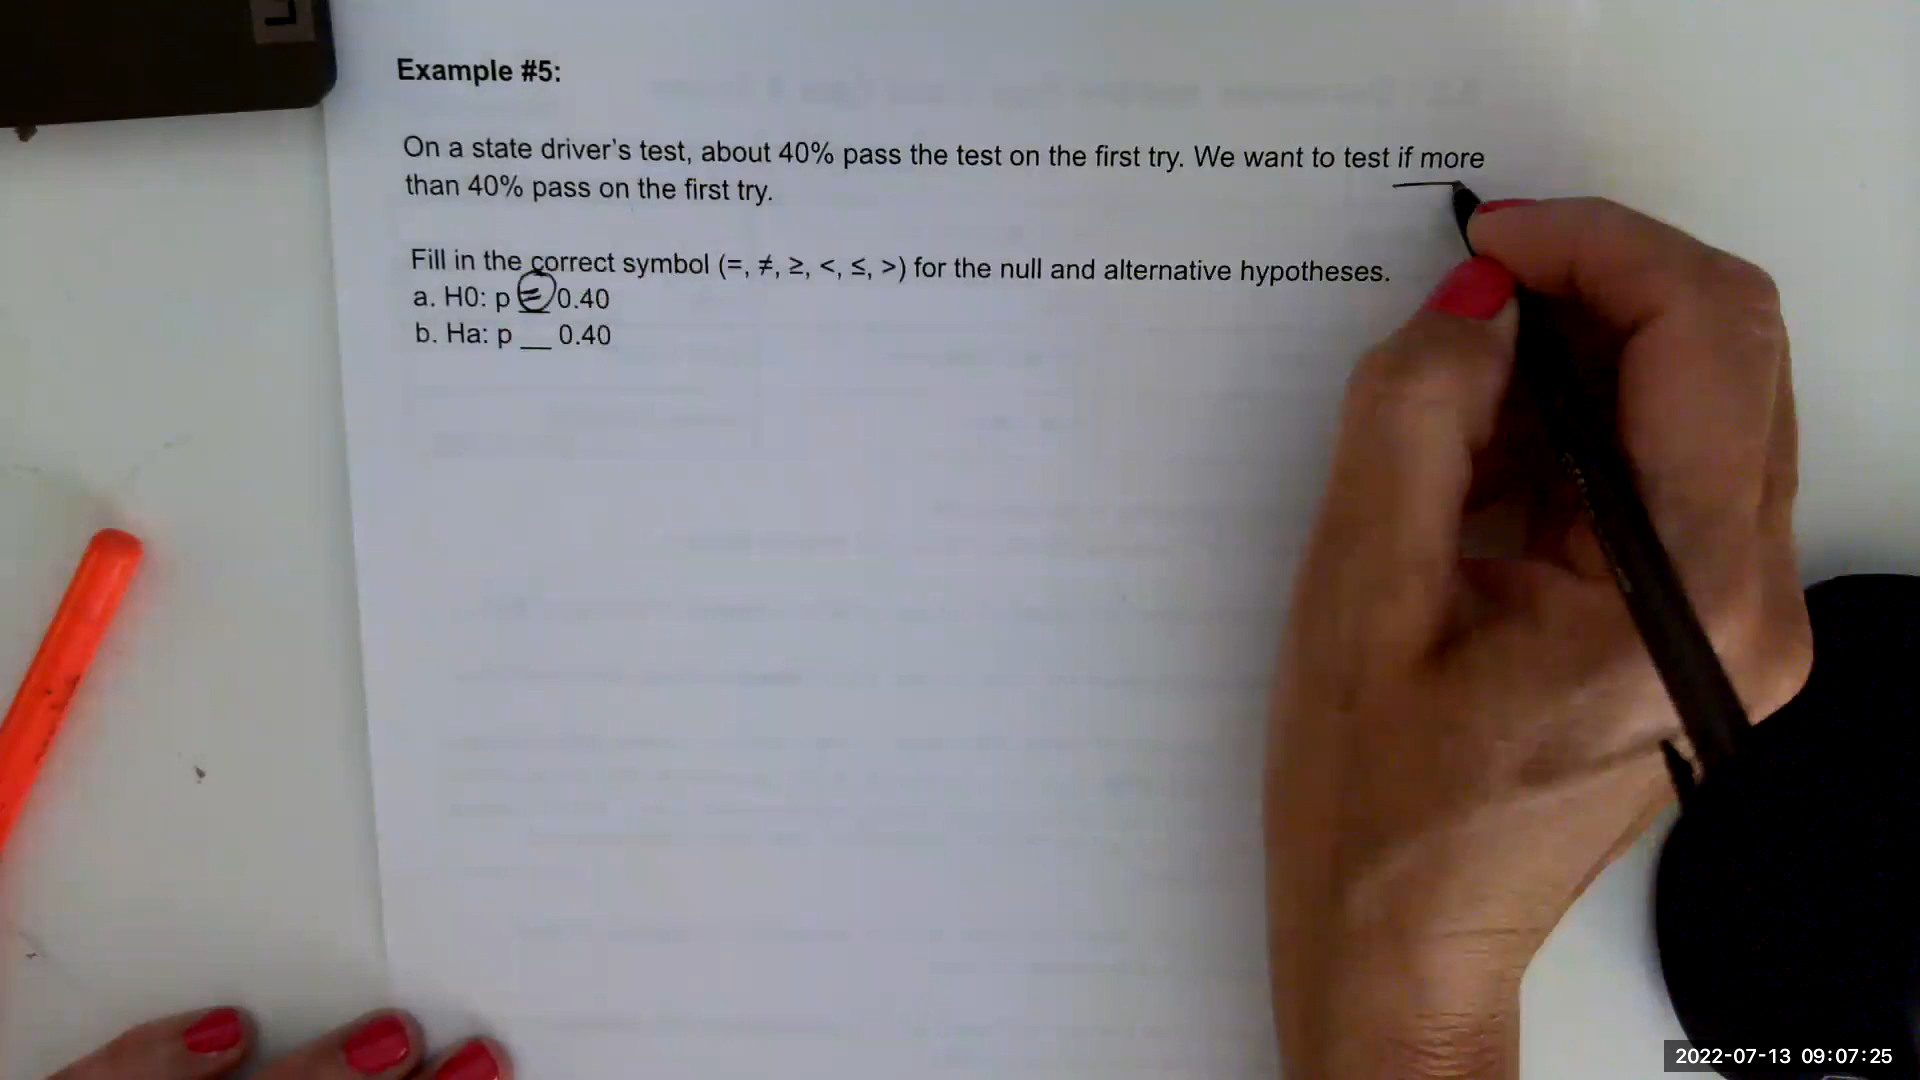 Example #5:
On a state driver's test, about 40% pass the test on the first try. We want to test if more
than 40% pass on the first try.
Fill in the correct symbol (=, ≠, ≥, <, ≤, >) for the null and alternative hypotheses.
a. H0: p = 0.40
b. Ha: p __ 0.40
2022-07-13 09:07:25